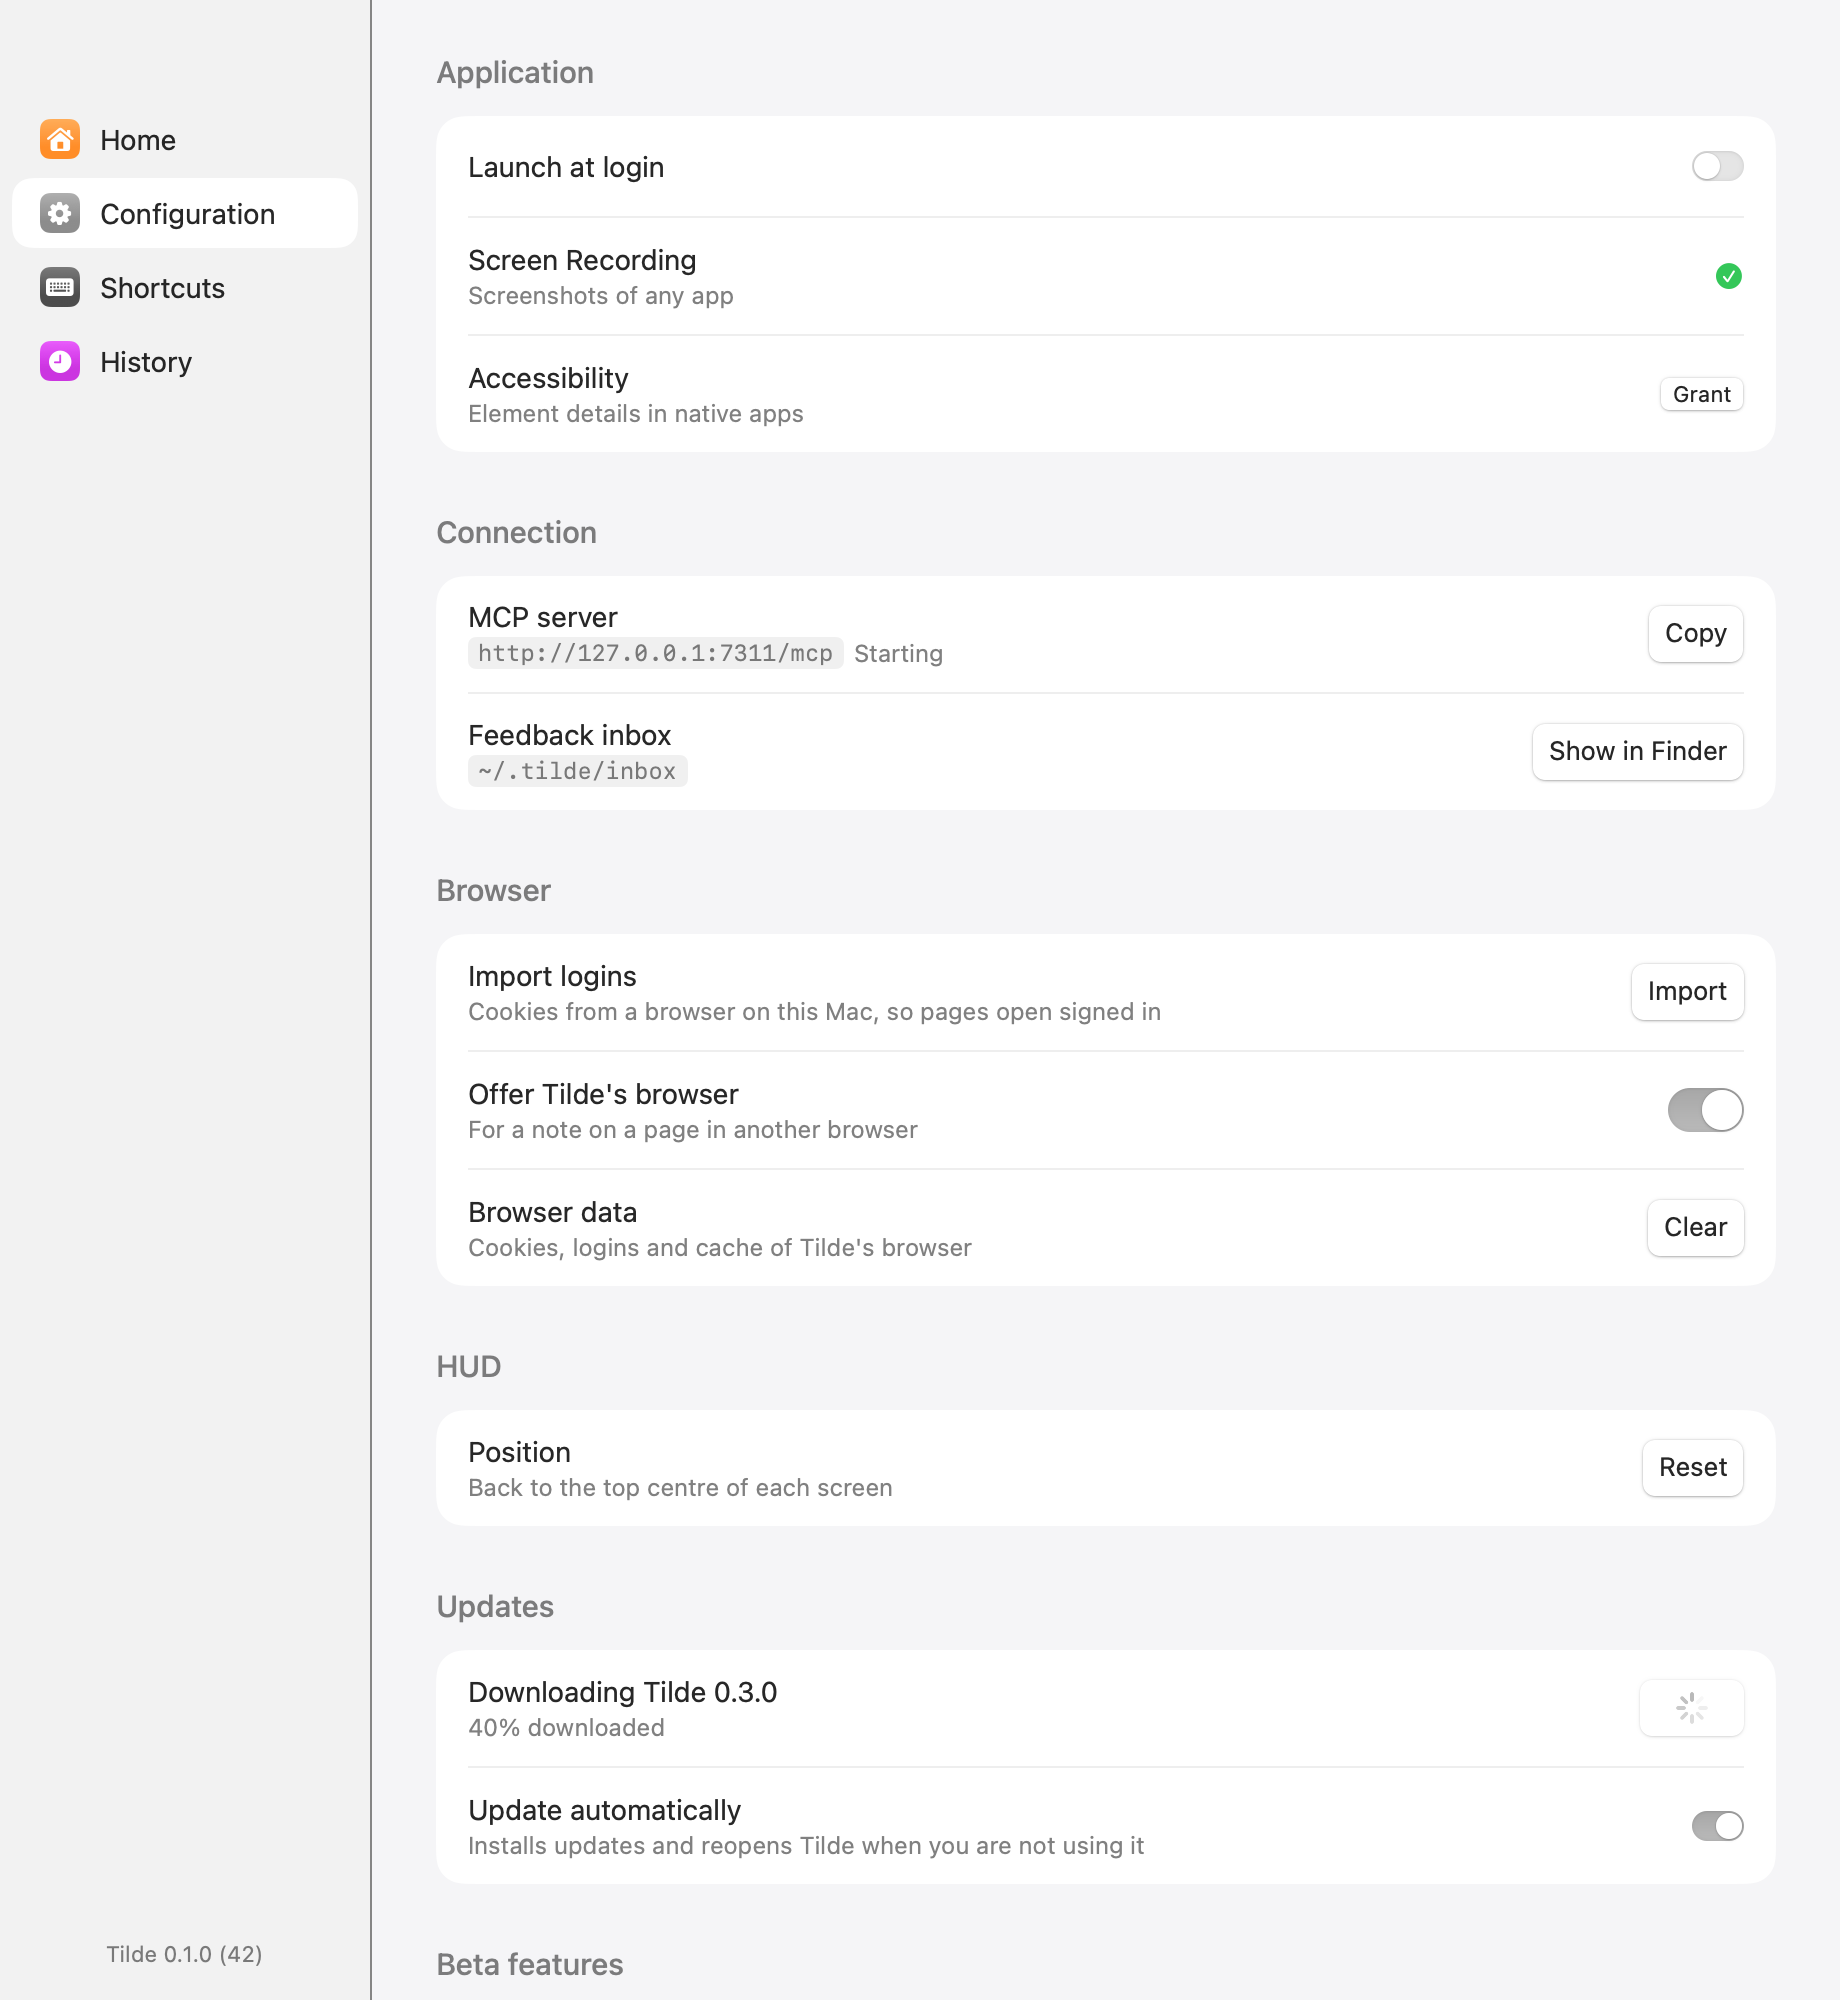 Home
Configuration
Shortcuts
History
Tilde 0.1.0 (42)
Application
Launch at login
Screen Recording
Screenshots of any app
Accessibility
Element details in native apps
Grant
Connection
MCP server
http://127.0.0.1:7311/mcp Starting
Copy
Feedback inbox
~/.tilde/inbox
Show in Finder
Browser
Import logins
Cookies from a browser on this Mac, so pages open signed in
Import
Offer Tilde's browser
For a note on a page in another browser
Browser data
Cookies, logins and cache of Tilde's browser
Clear
HUD
Position
Back to the top centre of each screen
Reset
Updates
Downloading Tilde 0.3.0
40% downloaded
Update automatically
Installs updates and reopens Tilde when you are not using it
Beta features